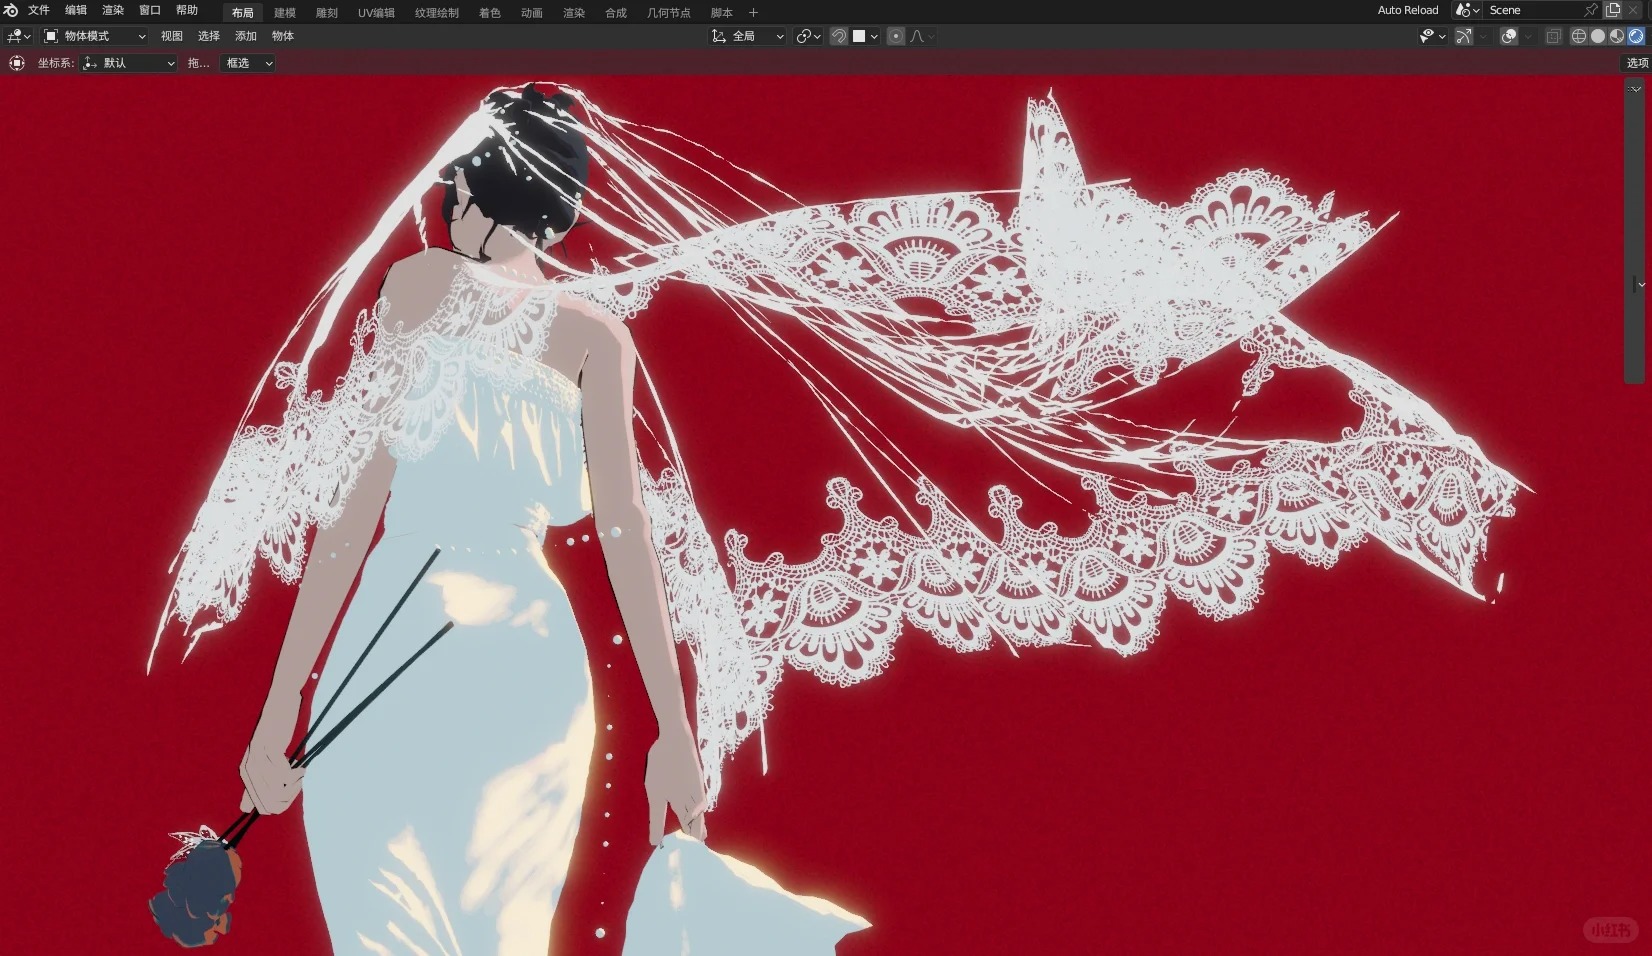 文件 编辑 渲染 窗口 帮助 布局 建模 雕刻 UV编辑 纹理绘制 着色 动画 渲染 合成 几何节点 脚本 + Auto Reload Scene
物体模式 视图 选择 添加 物体 全局
坐标系: 默认 拖... 框选 选项
小红书